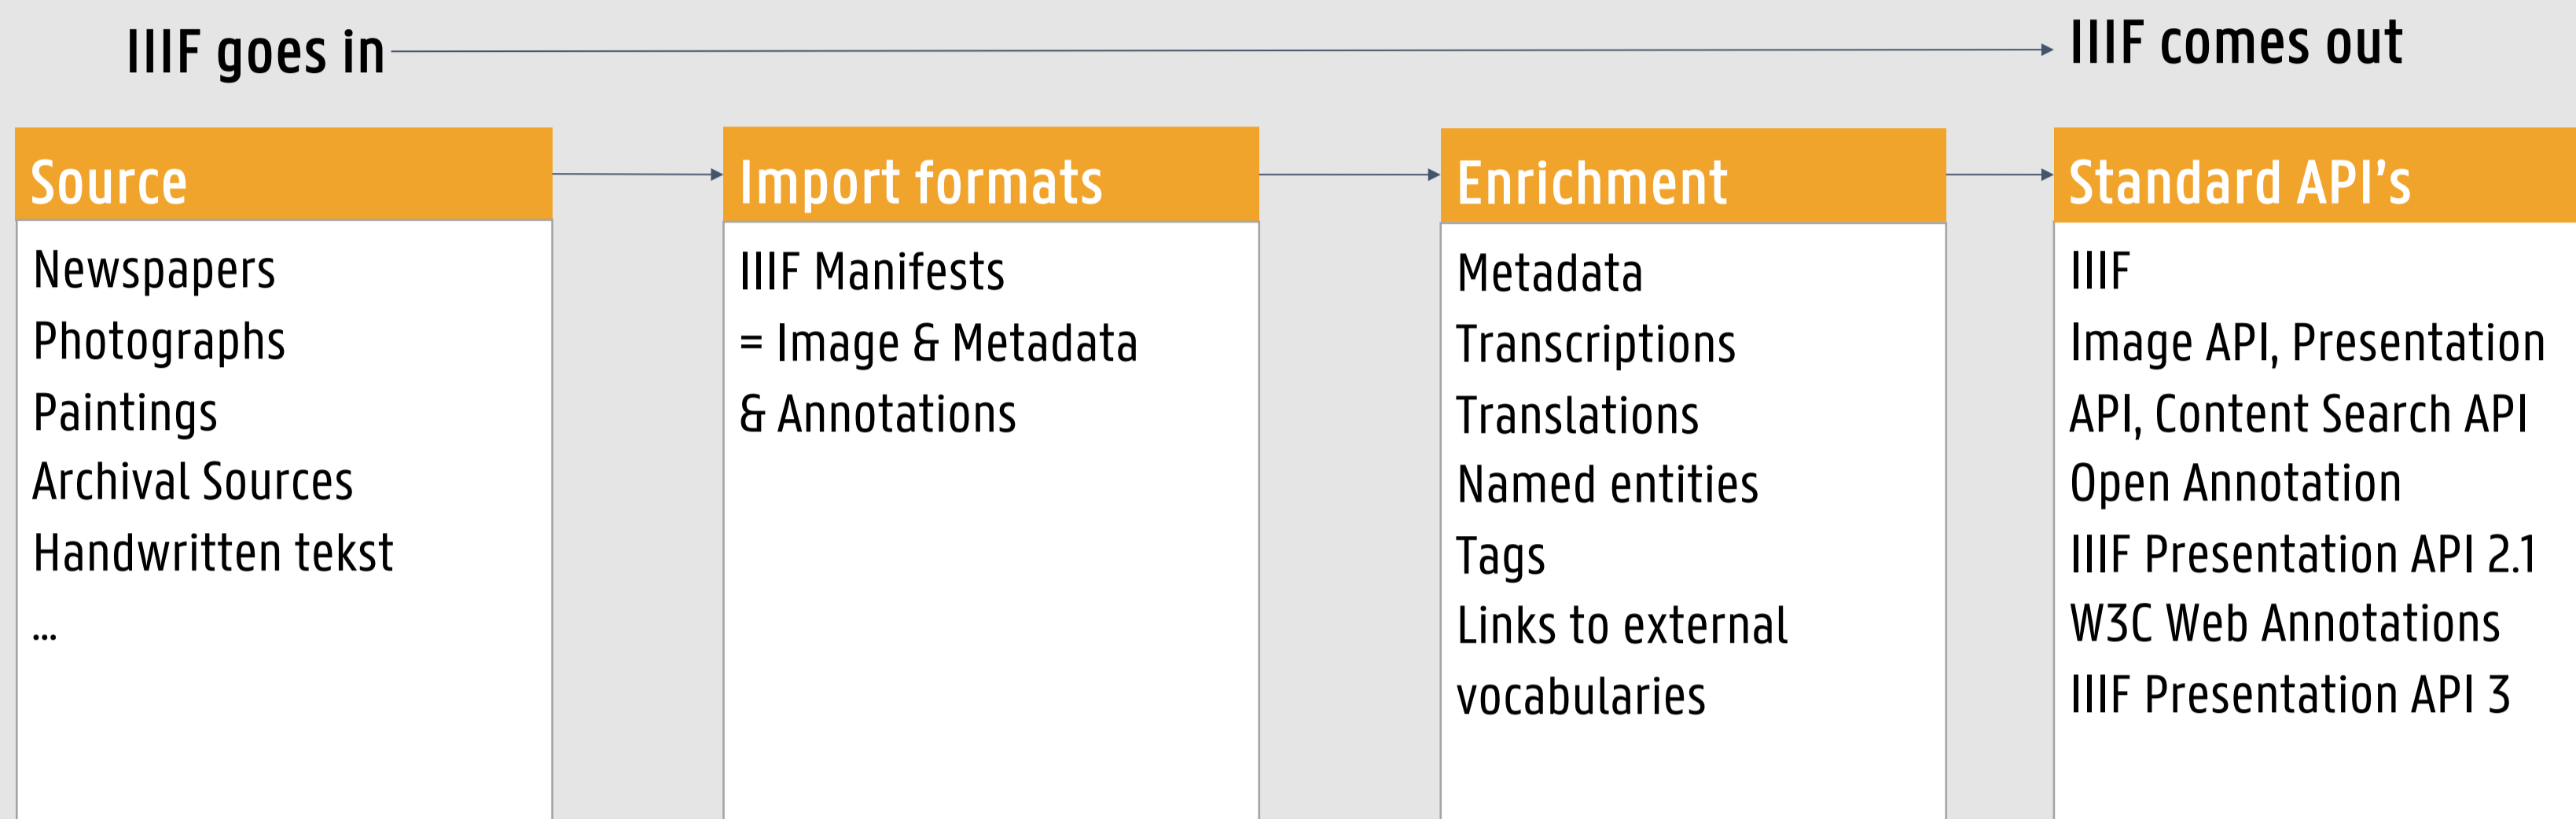 IIIF goes in
IIIF comes out
Source
Newspapers
Photographs
Paintings
Archival Sources
Handwritten tekst
...
Import formats
IIIF Manifests
= Image & Metadata
& Annotations
Enrichment
Metadata
Transcriptions
Translations
Named entities
Tags
Links to external
vocabularies
Standard API's
IIIF
Image API, Presentation
API, Content Search API
Open Annotation
IIIF Presentation API 2.1
W3C Web Annotations
IIIF Presentation API 3